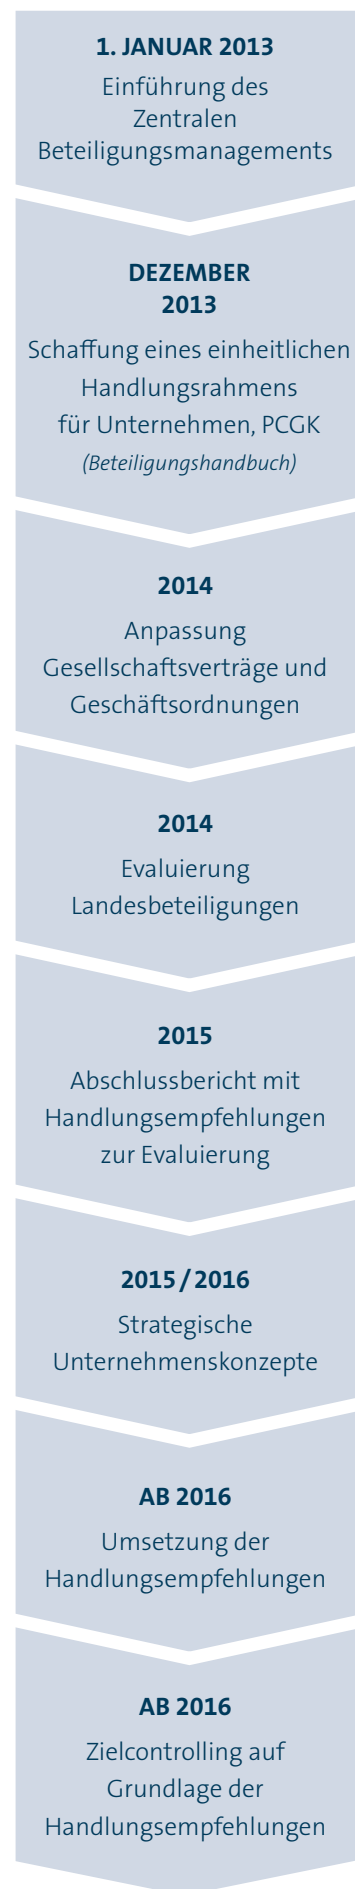 1. JANUAR 2013
Einführung des
Zentralen
Beteiligungsmanagements
DEZEMBER
2013
Schaffung eines einheitlichen
Handlungsrahmens
für Unternehmen, PCGK
(Beteiligungshandbuch)
2014
Anpassung
Gesellschaftsverträge und
Geschäftsordnungen
2014
Evaluierung
Landesbeteiligungen
2015
Abschlussbericht mit
Handlungsempfehlungen
zur Evaluierung
2015 / 2016
Strategische
Unternehmenskonzepte
AB 2016
Umsetzung der
Handlungsempfehlungen
AB 2016
Zielcontrolling auf
Grundlage der
Handlungsempfehlungen